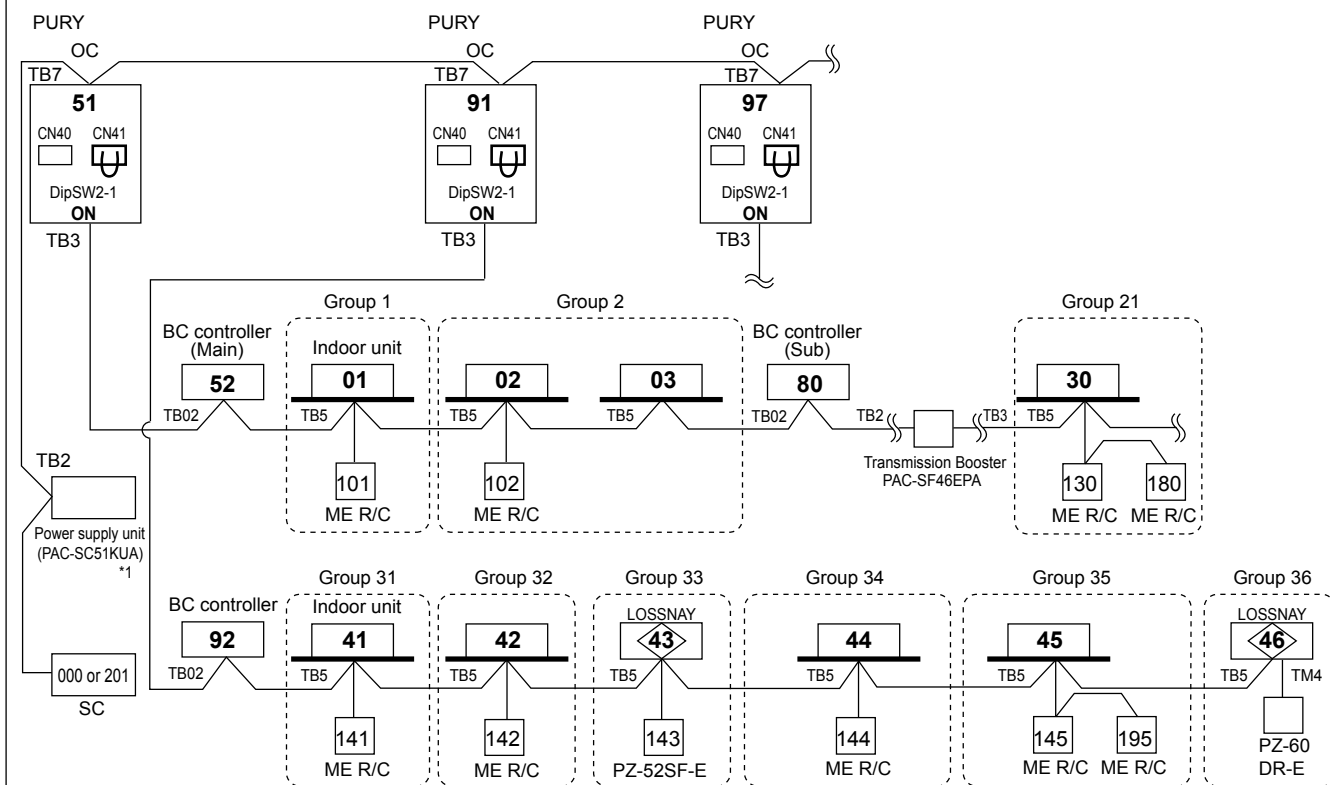 PURY PURY PURY
OC OC OC
TB7 TB7 TB7
51 91 97
CN40 CN41 CN40 CN41 CN40 CN41
DipSW2-1 DipSW2-1 DipSW2-1
ON ON ON
TB3 TB3 TB3
Group 1 Group 2 Group 21
BC controller
(Main)
Indoor unit
BC controller
(Sub)
52 01 02 03 80 30
TB02 TB5 TB5 TB5 TB02 TB2 TB3 TB5
Transmission Booster
PAC-SF46EPA
101 102 130 180
ME R/C ME R/C ME R/C ME R/C
TB2
Power supply unit
(PAC-SC51KUA)
*1
Group 31 Group 32 Group 33 Group 34 Group 35 Group 36
BC controller Indoor unit LOSSNAY LOSSNAY
92 41 42 43 44 45 46
TB02 TB5 TB5 TB5 TB5 TB5 TB5 TM4
000 or 201
SC
141 142 143 144 145 195
ME R/C ME R/C PZ-52SF-E ME R/C ME R/C ME R/C PZ-60
DR-E